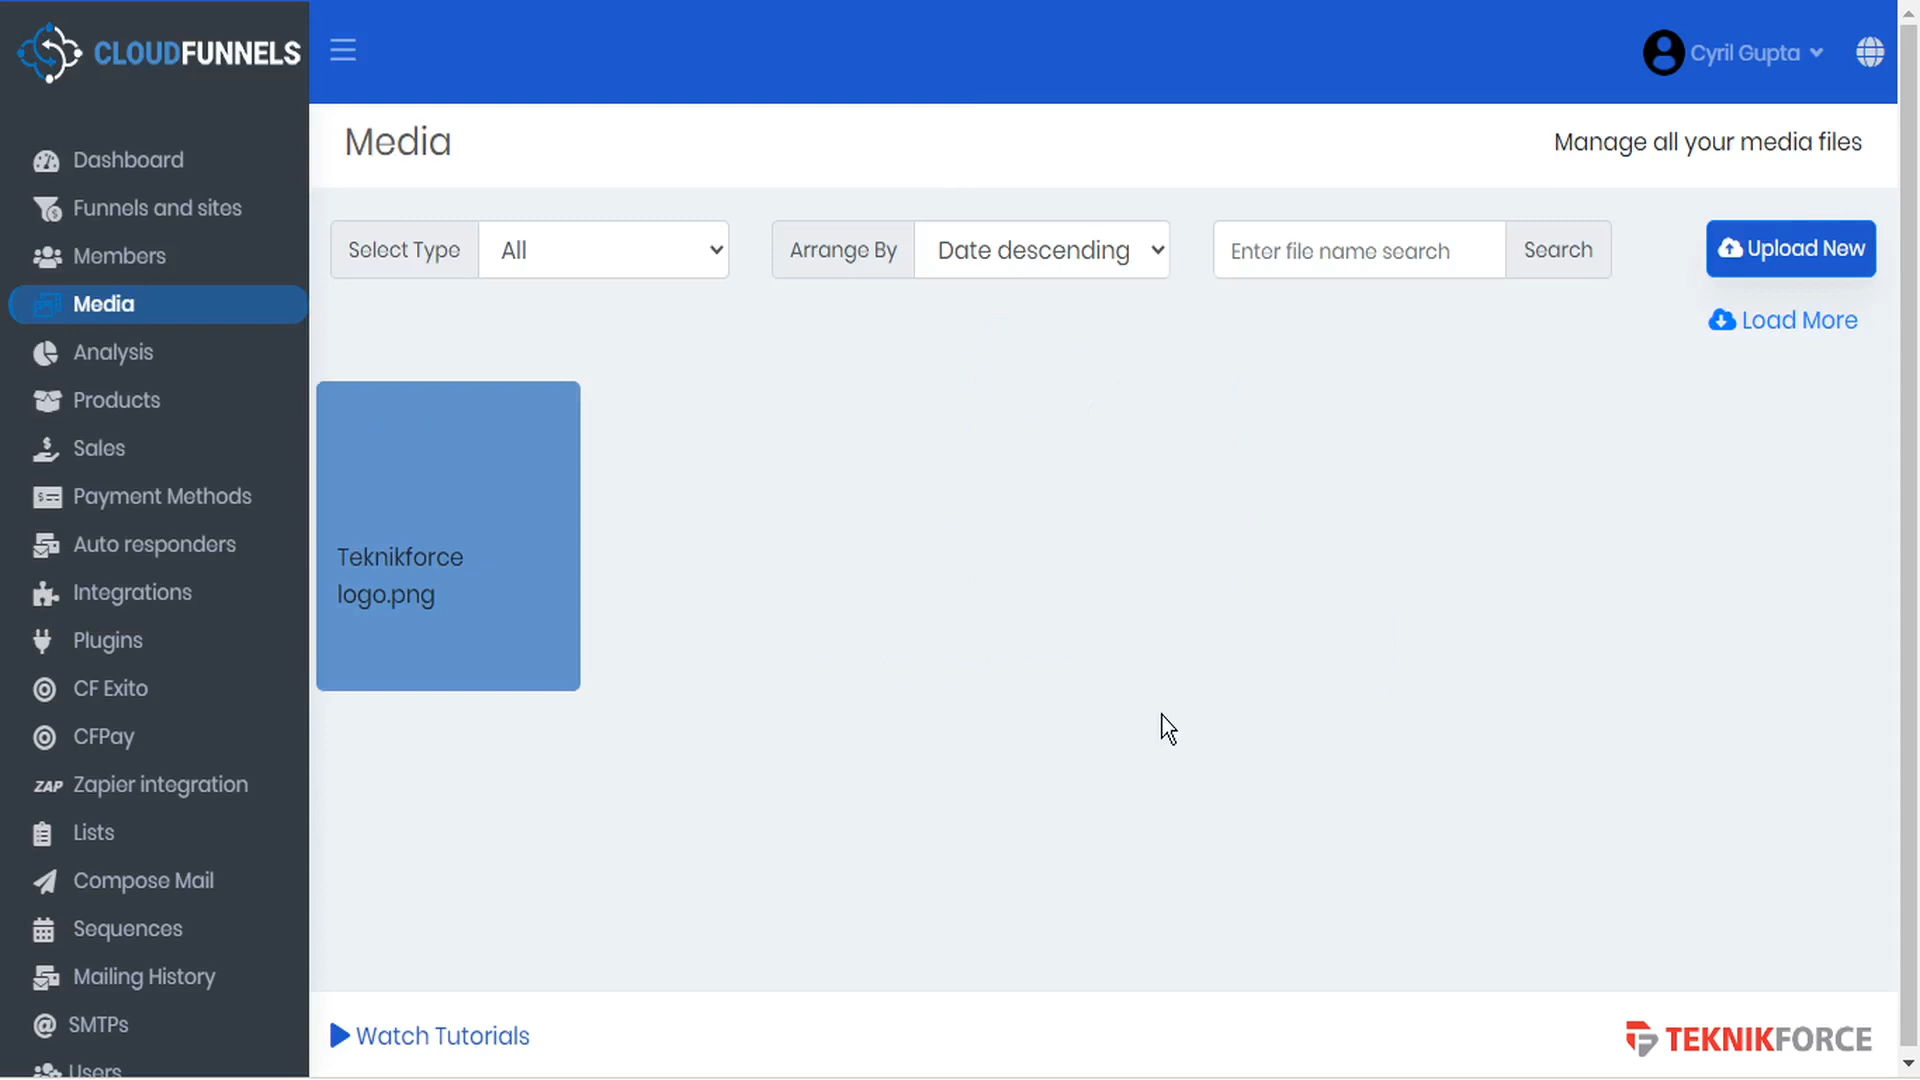 CLOUDFUNNELS
Cyril Gupta
Dashboard
Funnels and sites
Members
Media
Analysis
Products
Sales
Payment Methods
Auto responders
Integrations
Plugins
CF Exito
CFPay
ZAP Zapier integration
Lists
Compose Mail
Sequences
Mailing History
SMTPs
Users
Media
Manage all your media files
Select Type All
Arrange By Date descending
Enter file name search Search
Upload New
Load More
Teknikforce
logo.png
Watch Tutorials
TEKNIKFORCE